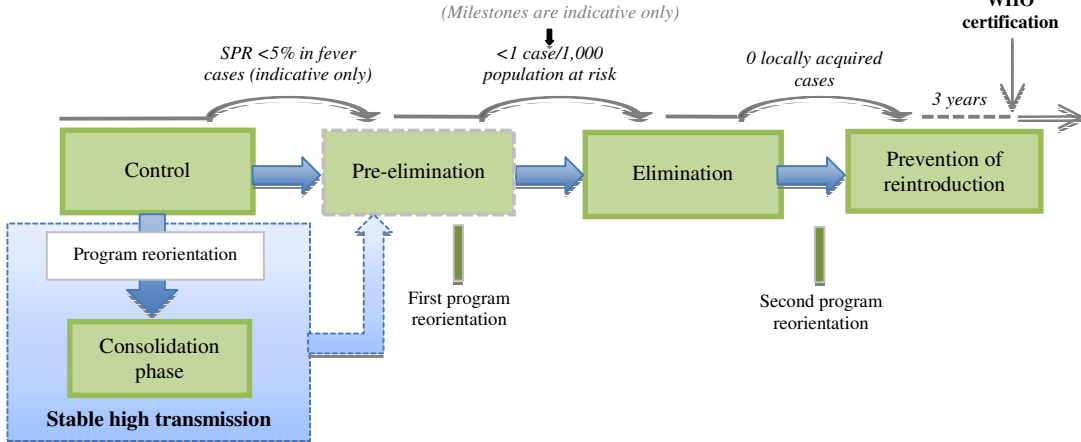 (Milestones are indicative only)
WHO
certification
SPR <5% in fever
cases (indicative only)
<1 case/1,000
population at risk
0 locally acquired
cases
3 years
Control
Pre-elimination
Elimination
Prevention of
reintroduction
Program reorientation
First program
reorientation
Second program
reorientation
Consolidation
phase
Stable high transmission